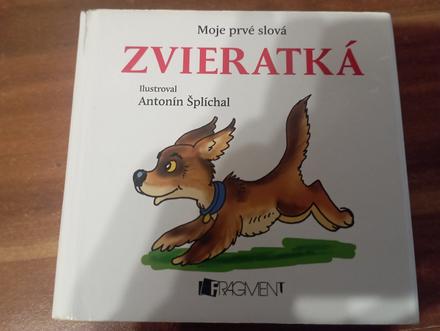 Moje prvé slová
ZVIERATKÁ
Ilustroval
Antonín Šplíchal
FRAGMENT